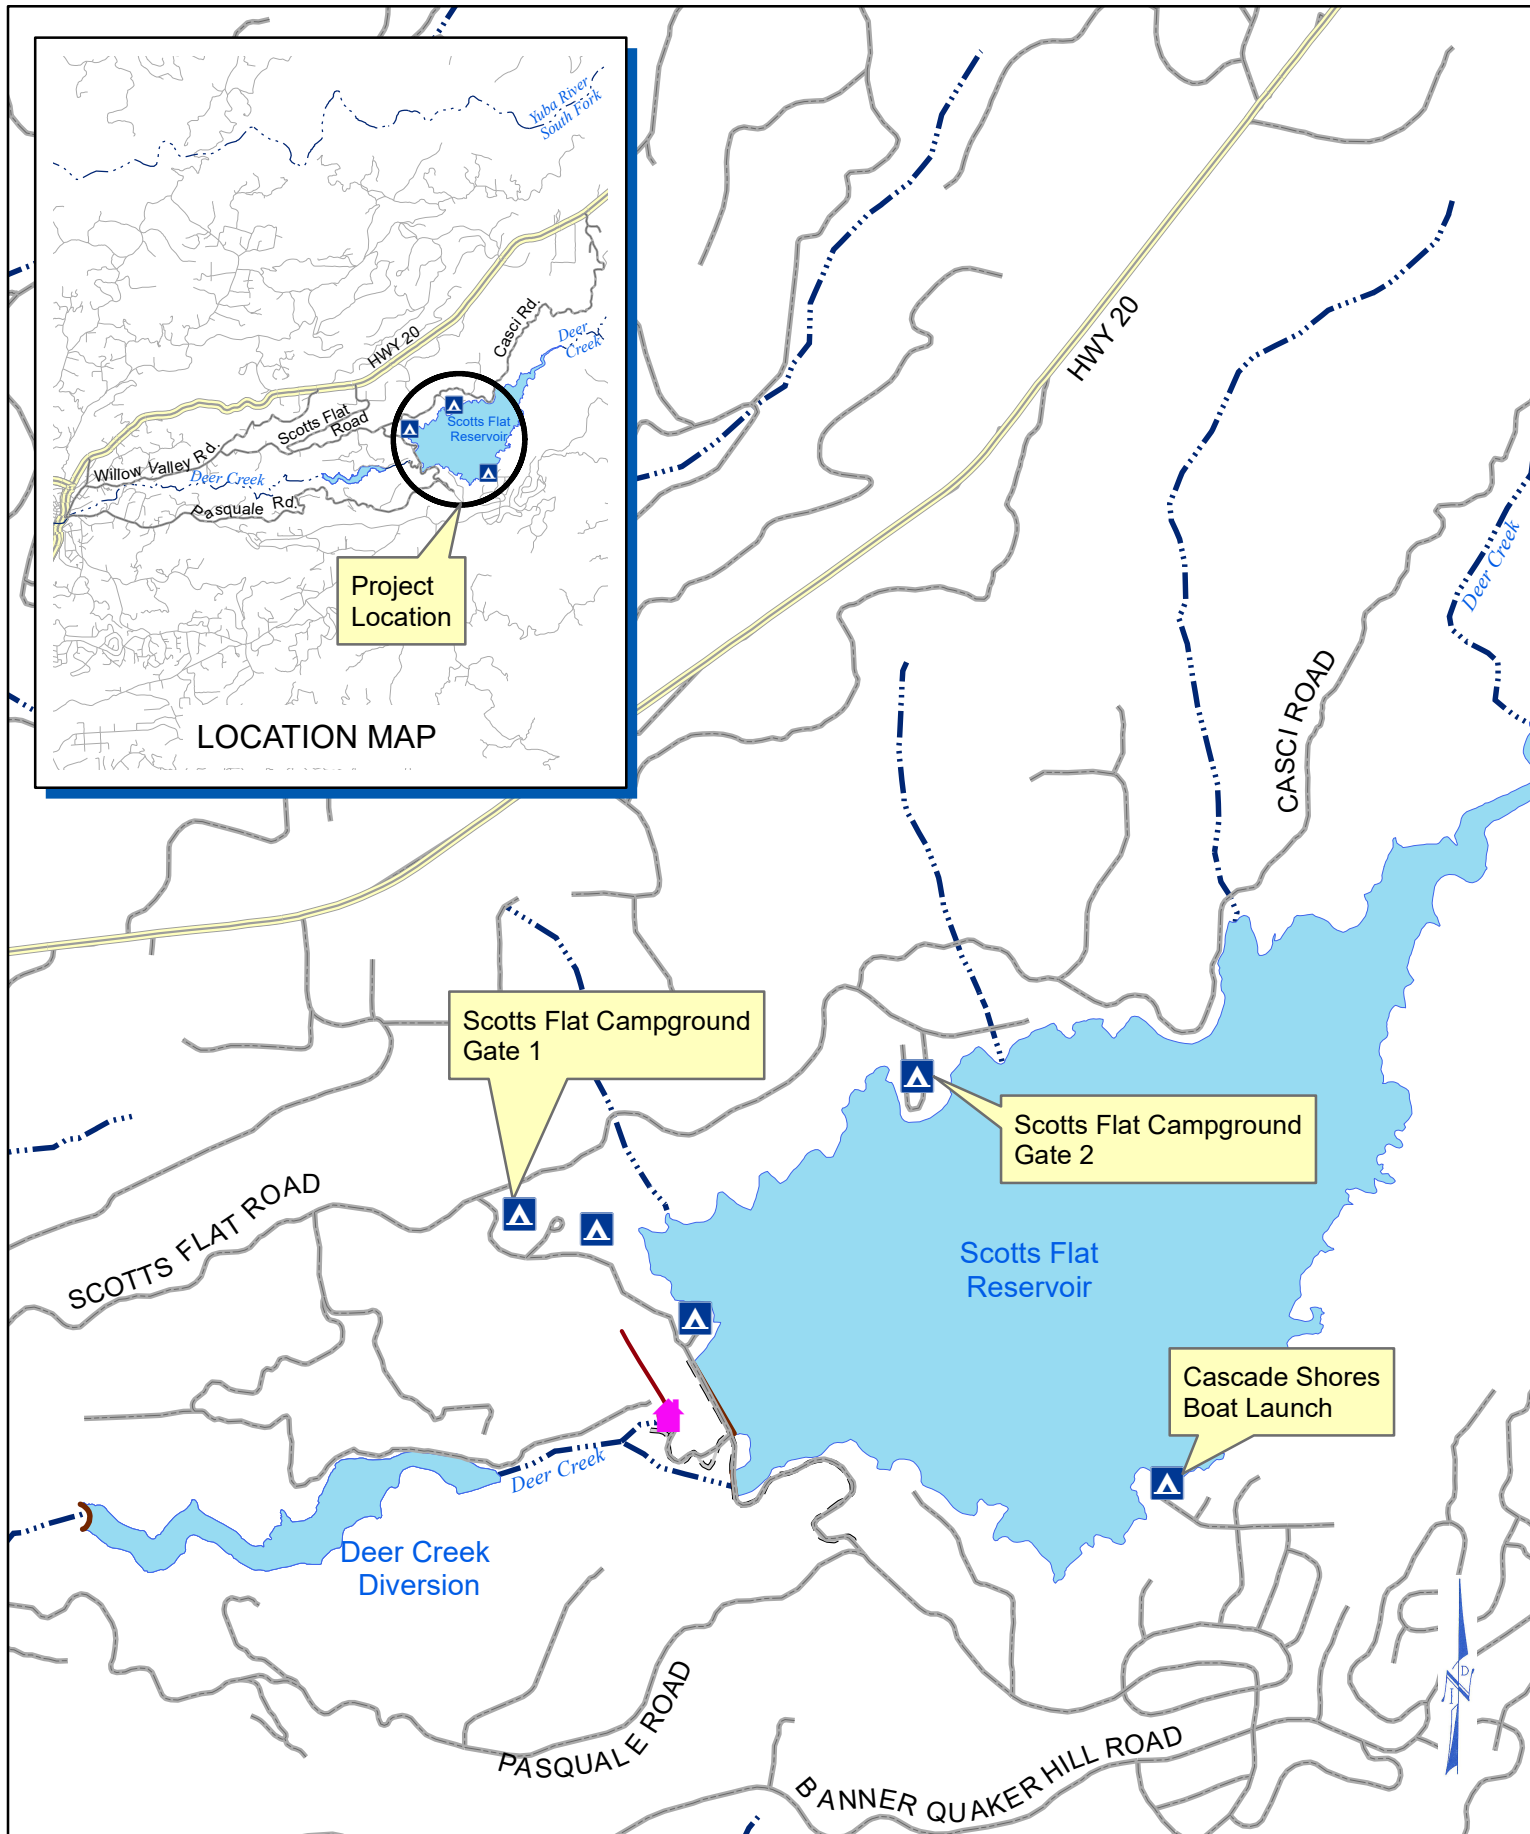 Yuba River
South Fork
HWY 20
Casci Rd.
Deer
Creek
Scotts Flat
Road
Scotts Flat
Reservoir
Willow Valley Rd.
Deer Creek
Pasquale Rd.
Project
Location
LOCATION MAP
HWY 20
Deer Creek
CASCI ROAD
Scotts Flat Campground
Gate 1
Scotts Flat Campground
Gate 2
SCOTTS FLAT ROAD
Scotts Flat
Reservoir
Cascade Shores
Boat Launch
Deer Creek
Deer Creek
Diversion
PASQUALE ROAD
BANNER QUAKER HILL ROAD
N I D